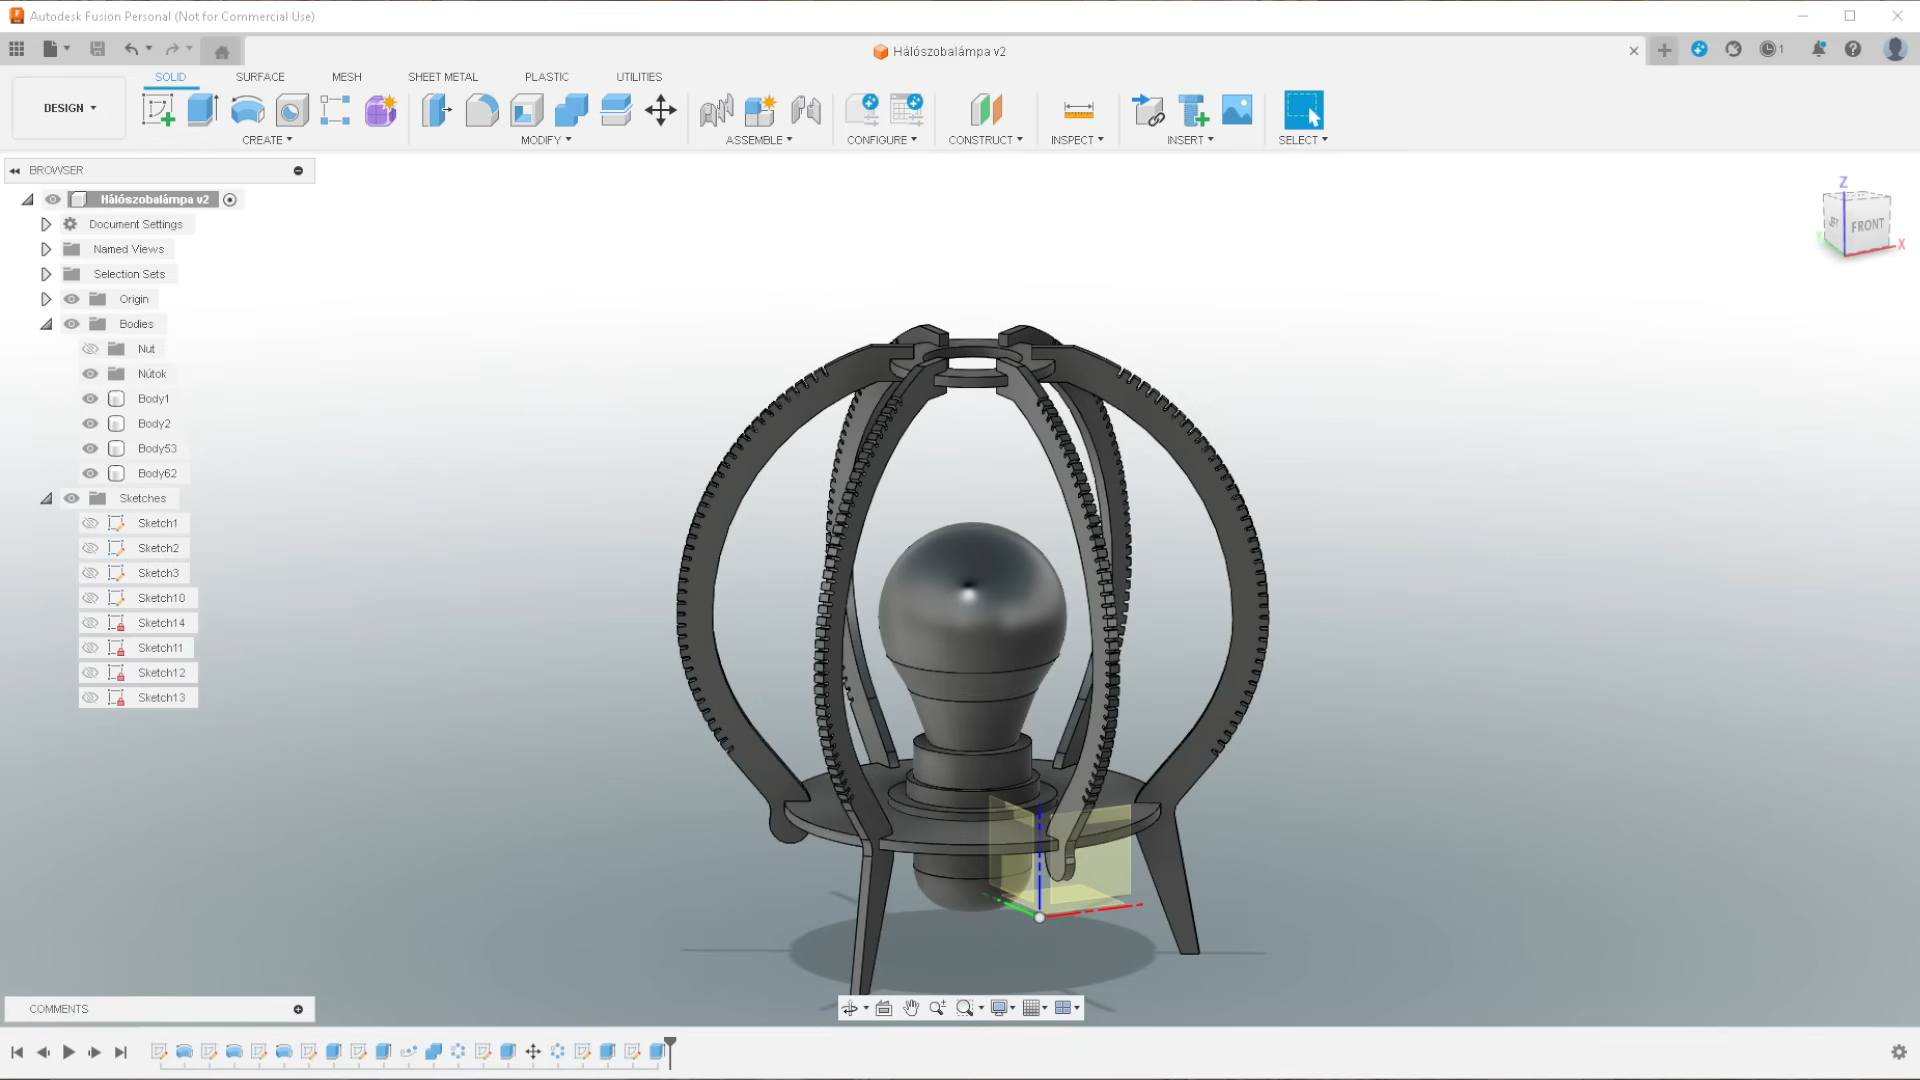 Autodesk Fusion Personal (Not for Commercial Use)
Hálószobalámpa v2
1
SOLID
SURFACE
MESH
SHEET METAL
PLASTIC
UTILITIES
DESIGN
CREATE
MODIFY
ASSEMBLE
CONFIGURE
CONSTRUCT
INSPECT
INSERT
SELECT
BROWSER
Hálószobalámpa v2
Document Settings
Named Views
Selection Sets
Origin
Bodies
Nut
Nútok
Body1
Body2
Body53
Body62
Sketches
Sketch1
Sketch2
Sketch3
Sketch10
Sketch14
Sketch11
Sketch12
Sketch13
Z
FRONT
X
COMMENTS